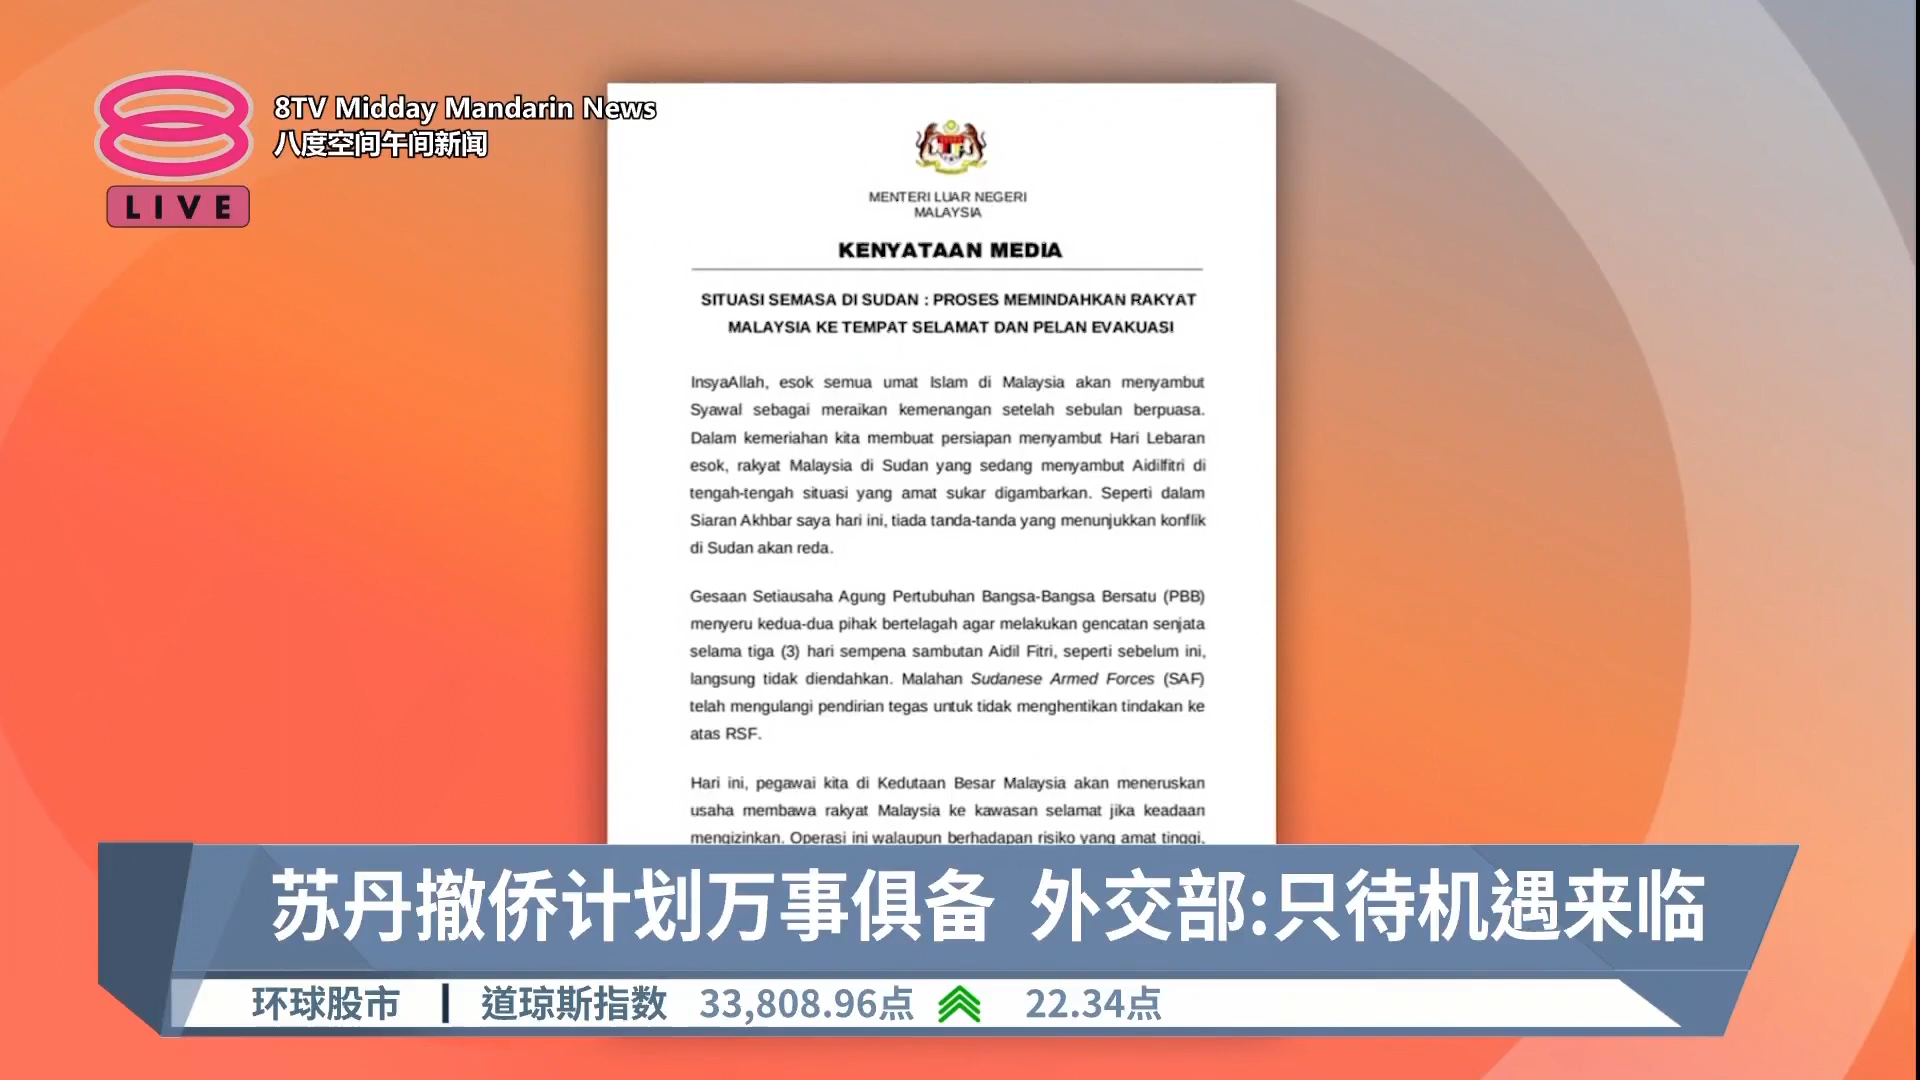 8TV Midday Mandarin News
八度空间午间新闻
LIVE
MENTERI LUAR NEGERI
MALAYSIA
KENYATAAN MEDIA
SITUASI SEMASA DI SUDAN : PROSES MEMINDAHKAN RAKYAT
MALAYSIA KE TEMPAT SELAMAT DAN PELAN EVAKUASI
InsyaAllah, esok semua umat Islam di Malaysia akan menyambut
Syawal sebagai meraikan kemenangan setelah sebulan berpuasa.
Dalam kemeriahan kita membuat persiapan menyambut Hari Lebaran
esok, rakyat Malaysia di Sudan yang sedang menyambut Aidilfitri di
tengah-tengah situasi yang amat sukar digambarkan. Seperti dalam
Siaran Akhbar saya hari ini, tiada tanda-tanda yang menunjukkan konflik
di Sudan akan reda.
Gesaan Setiausaha Agung Pertubuhan Bangsa-Bangsa Bersatu (PBB)
menyeru kedua-dua pihak bertelagah agar melakukan gencatan senjata
selama tiga (3) hari sempena sambutan Aidil Fitri, seperti sebelum ini,
langsung tidak diendahkan. Malahan Sudanese Armed Forces (SAF)
telah mengulangi pendirian tegas untuk tidak menghentikan tindakan ke
atas RSF.
Hari ini, pegawai kita di Kedutaan Besar Malaysia akan meneruskan
usaha membawa rakyat Malaysia ke kawasan selamat jika keadaan
mengizinkan. Operasi ini walaupun berhadapan risiko yang amat tinggi,
苏丹撤侨计划万事俱备 外交部:只待机遇来临
环球股市 | 道琼斯指数 33,808.96点 22.34点